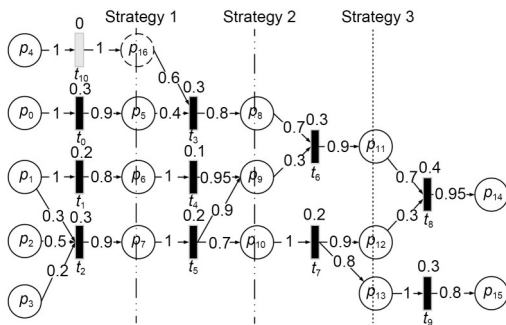 Strategy 1 Strategy 2 Strategy 3
0
p4 1 1 p16
t10 0.6
0.3 0.3
p0 1 0.9 p5 0.4 0.8 p8 0.3
t0 t3 0.7
0.2 0.1 0.9 p11
p1 1 0.8 p6 1 0.95 p9 0.3 t6 0.4
t1 t4 0.7
0.3 0.3 0.2 0.9 0.2 0.95 p14
p2 0.5 0.9 p7 1 0.7 p10 1 0.9 p12 0.3 t8
t2 t5 t7 0.8
0.2 0.3
p3 p13 1 0.8 p15
t9